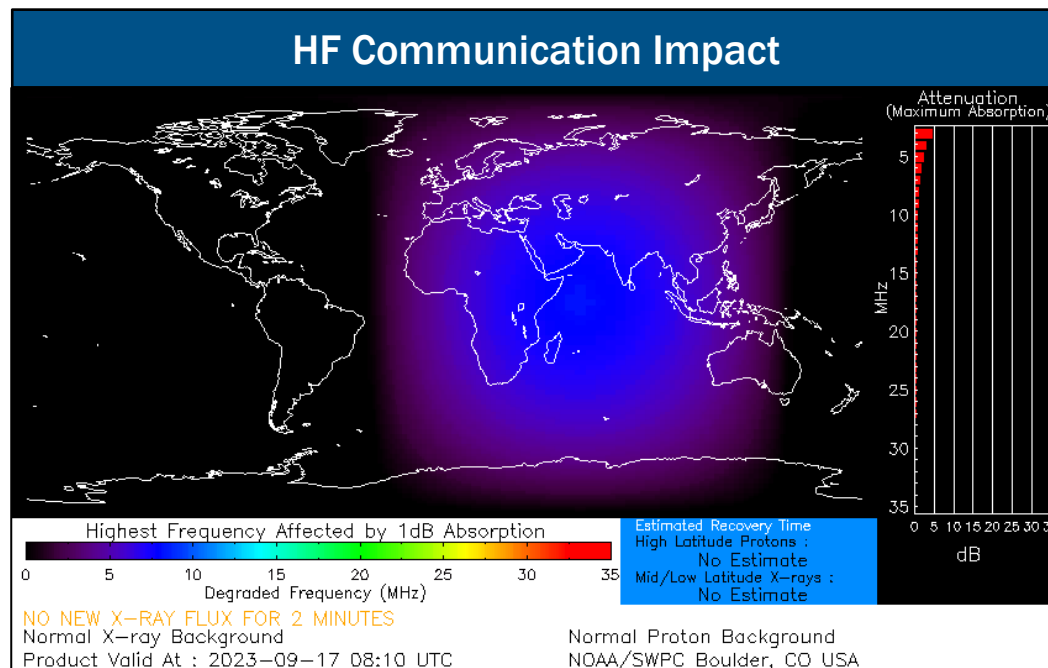 HF Communication Impact
Attenuation
(Maximum Absorption)
5
10
15
20
25
30
35
MHz
0 5 10 15 20 25 30 3
dB
Highest Frequency Affected by 1dB Absorption
0 5 10 15 20 25 30 35
Degraded Frequency (MHz)
Estimated Recovery Time
High Latitude Protons :
No Estimate
Mid/Low Latitude X-rays :
No Estimate
NO NEW X-RAY FLUX FOR 2 MINUTES
Normal X-ray Background
Normal Proton Background
Product Valid At : 2023-09-17 08:10 UTC
NOAA/SWPC Boulder, CO USA